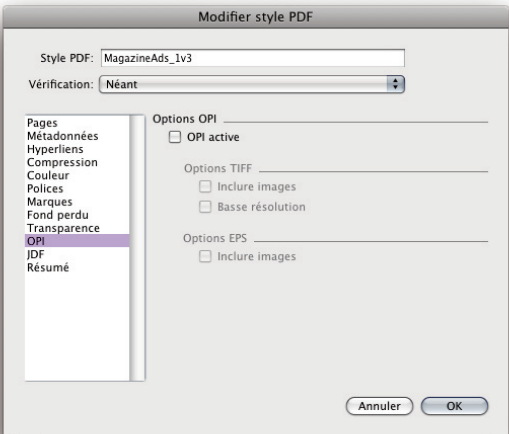 Modifier style PDF
Style PDF: MagazineAds_1v3
Vérification: Néant
Pages
Métadonnées
Hyperliens
Compression
Couleur
Polices
Marques
Fond perdu
Transparence
OPI
JDF
Résumé
Options OPI
OPI active
Options TIFF
Inclure images
Basse résolution
Options EPS
Inclure images
Annuler
OK